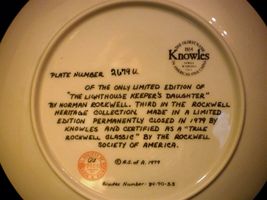 Knowles
PLATE NUMBER 2679 U
OF THE ONLY LIMITED EDITION OF
"THE LIGHTHOUSE KEEPER'S DAUGHTER"
BY NORMAN ROCKWELL. THIRD IN THE ROCKWELL
HERITAGE COLLECTION. MADE IN A LIMITED
EDITION PERMANENTLY CLOSED IN 1979 BY
KNOWLES AND CERTIFIED AS A "TRUE
ROCKWELL CLASSIC" BY THE ROCKWELL
SOCIETY OF AMERICA.
© R.S. of A. 1979
Bradex Number: 84-70-3.3